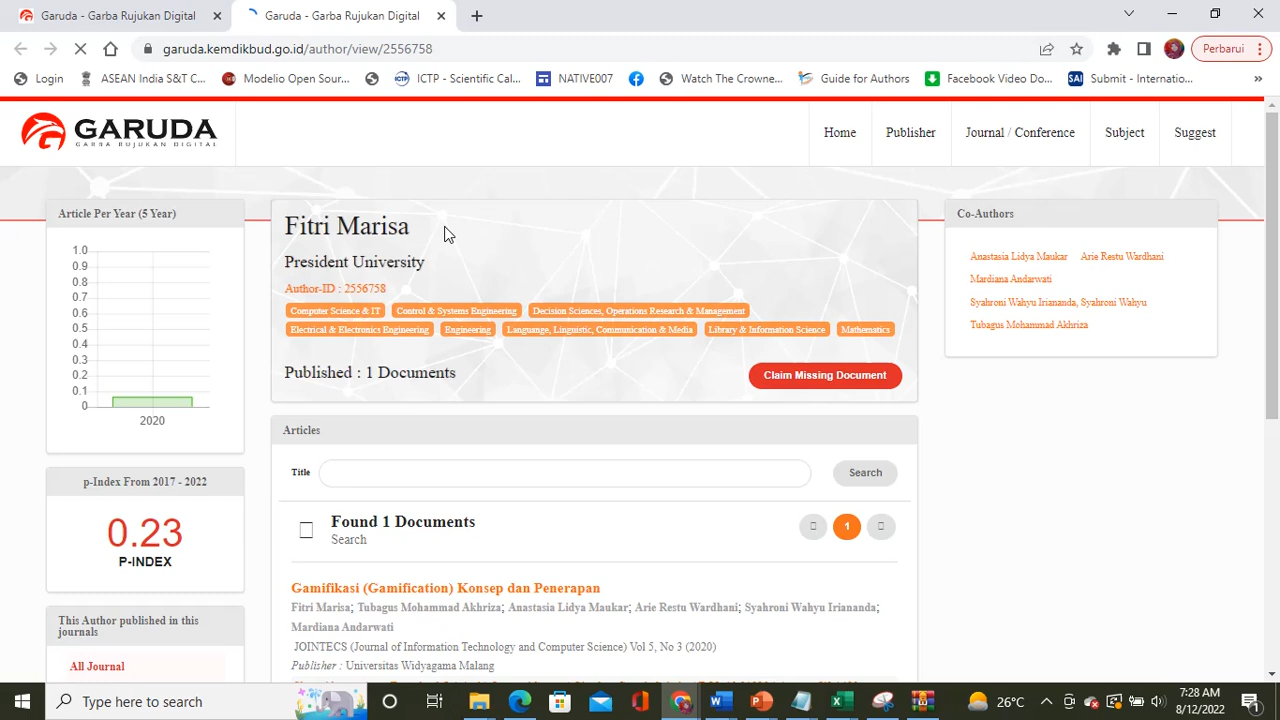 Garuda - Garba Rujukan Digital
Garuda - Garba Rujukan Digital
garuda.kemdikbud.go.id/author/view/2556758
Perbarui
Login
ASEAN India S&T C...
Modelio Open Sour...
ICTP - Scientific Cal...
NATIVE007
Watch The Crowne...
Guide for Authors
Facebook Video Do...
SAI
Submit - Internatio...
»
GARUDA
GARBA RUJUKAN DIGITAL
Home
Publisher
Journal / Conference
Subject
Suggest
Article Per Year (5 Year)
1.0
0.9
0.8
0.7
0.6
0.5
0.4
0.3
0.2
0.1
0
2020
p-Index From 2017 - 2022
0.23
P-INDEX
This Author published in this
journals
All Journal
Fitri Marisa
President University
Author-ID : 2556758
Computer Science & IT Control & Systems Engineering Decision Sciences, Operations Research & Management
Electrical & Electronics Engineering Engineering Languange, Linguistic, Communication & Media Library & Information Science Mathematics
Published : 1 Documents
Claim Missing Document
Articles
Title
Search
Found 1 Documents
Search
1
Gamifikasi (Gamification) Konsep dan Penerapan
Fitri Marisa; Tubagus Mohammad Akhriza; Anastasia Lidya Maukar; Arie Restu Wardhani; Syahroni Wahyu Iriananda;
Mardiana Andarwati
JOINTECS (Journal of Information Technology and Computer Science) Vol 5, No 3 (2020)
Publisher : Universitas Widyagama Malang
Co-Authors
Anastasia Lidya Maukar Arie Restu Wardhani
Mardiana Andarwati
Syahroni Wahyu Iriananda, Syahroni Wahyu
Tubagus Mohammad Akhriza
Type here to search
26°C
7:28 AM
8/12/2022
1